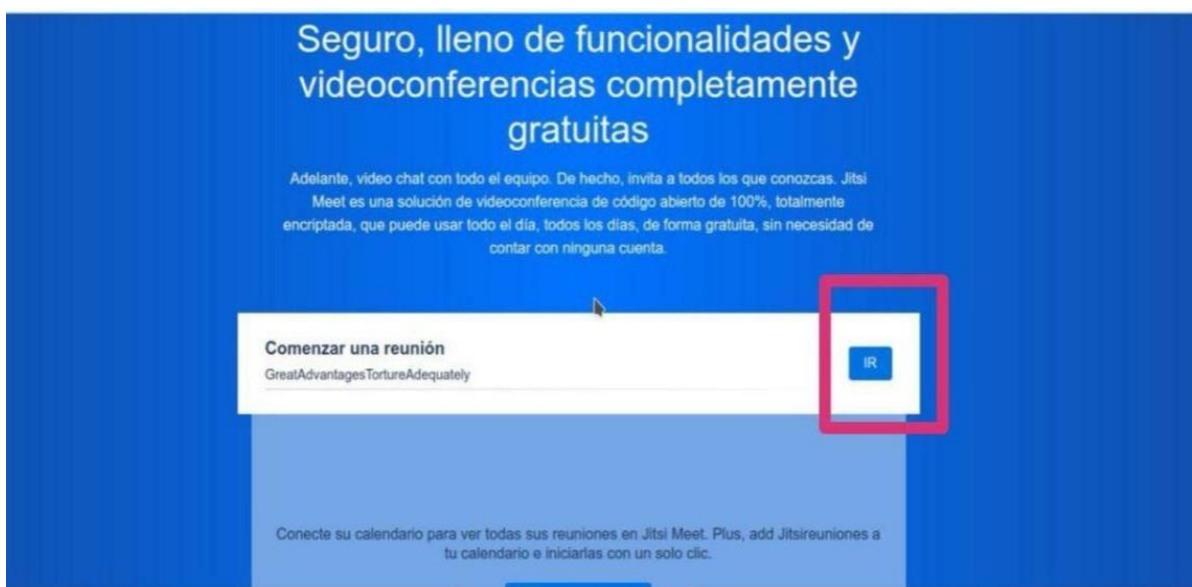 Seguro, lleno de funcionalidades y
videoconferencias completamente
gratuitas
Adelante, video chat con todo el equipo. De hecho, invita a todos los que conozcas. Jitsi
Meet es una solución de videoconferencia de código abierto de 100%, totalmente
encriptada, que puede usar todo el día, todos los días, de forma gratuita, sin necesidad de
contar con ninguna cuenta.
Comenzar una reunión
GreatAdvantagesTortureAdequately
IR
Conecte su calendario para ver todas sus reuniones en Jitsi Meet. Plus, add Jitsireuniones a
tu calendario e iniciarlas con un solo clic.